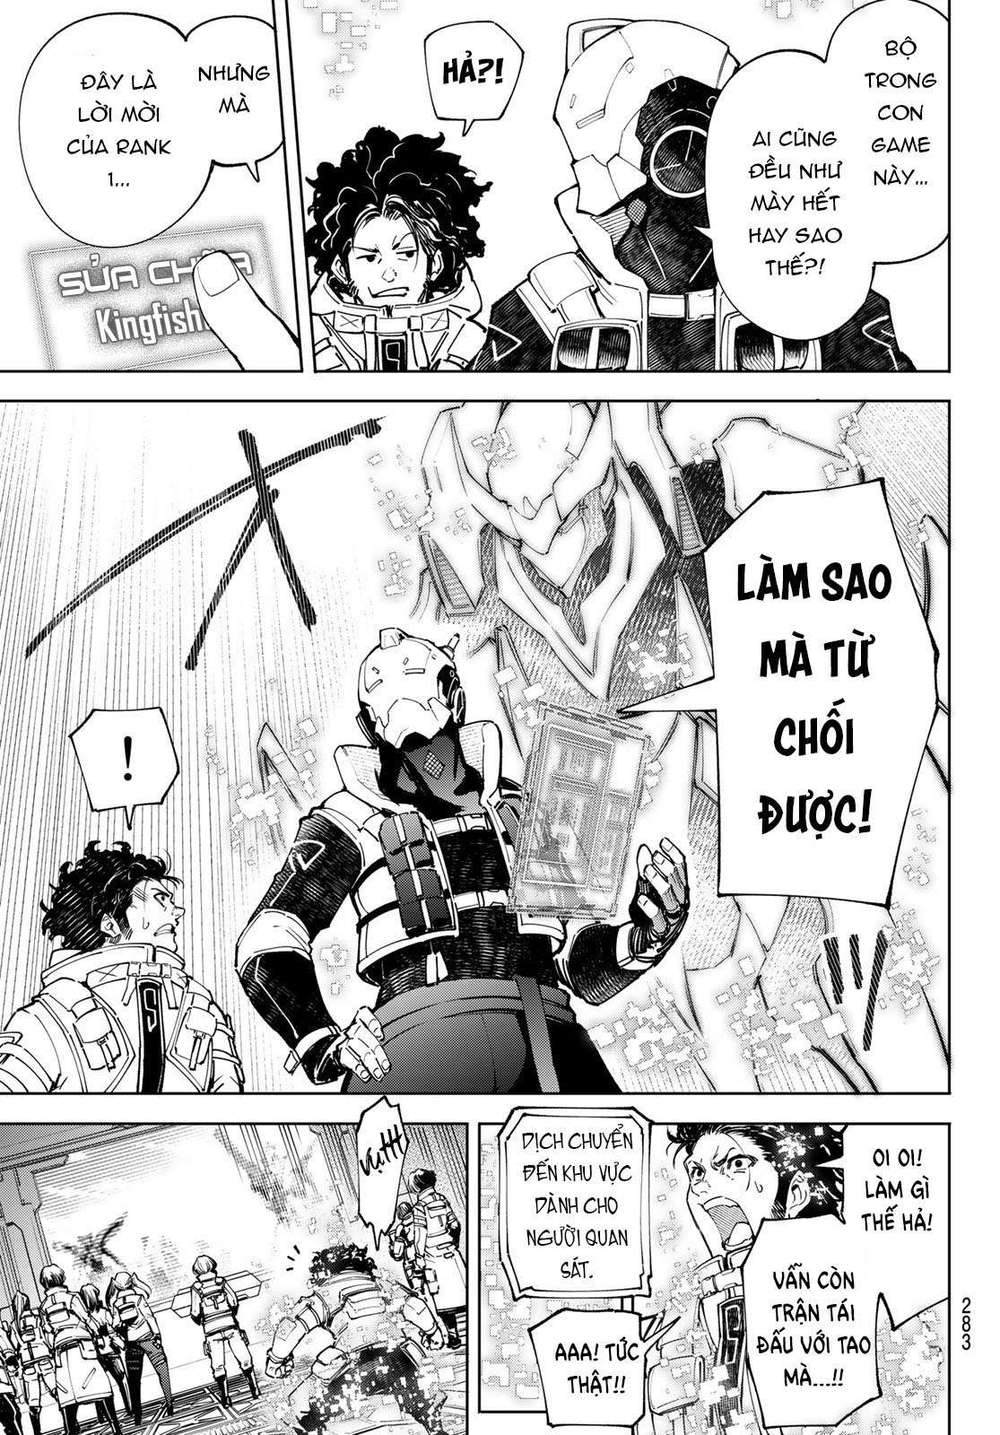 BỘ
TRONG
CON
GAME
NÀY...
AI CŨNG
ĐỀU NHƯ
MÀY HẾT
HAY SAO
THẾ?!
HẢ?!
NHƯNG
MÀ
ĐÂY LÀ
LỜI MỜI
CỦA RANK
1...
SỬA CHỮA
LÀM SAO
MÀ TỪ
CHỐI
ĐƯỢC!
!
OI OI!
LÀM GÌ
THẾ HẢ!
VẪN CÒN
TRẬN TÁI
ĐẤU VỚI TAO
MÀ...!!
DỊCH CHUYỂN
ĐẾN KHU VỰC
DÀNH CHO
NGƯỜI QUAN
SÁT.
AAA! TỨC
THẬT!!
283